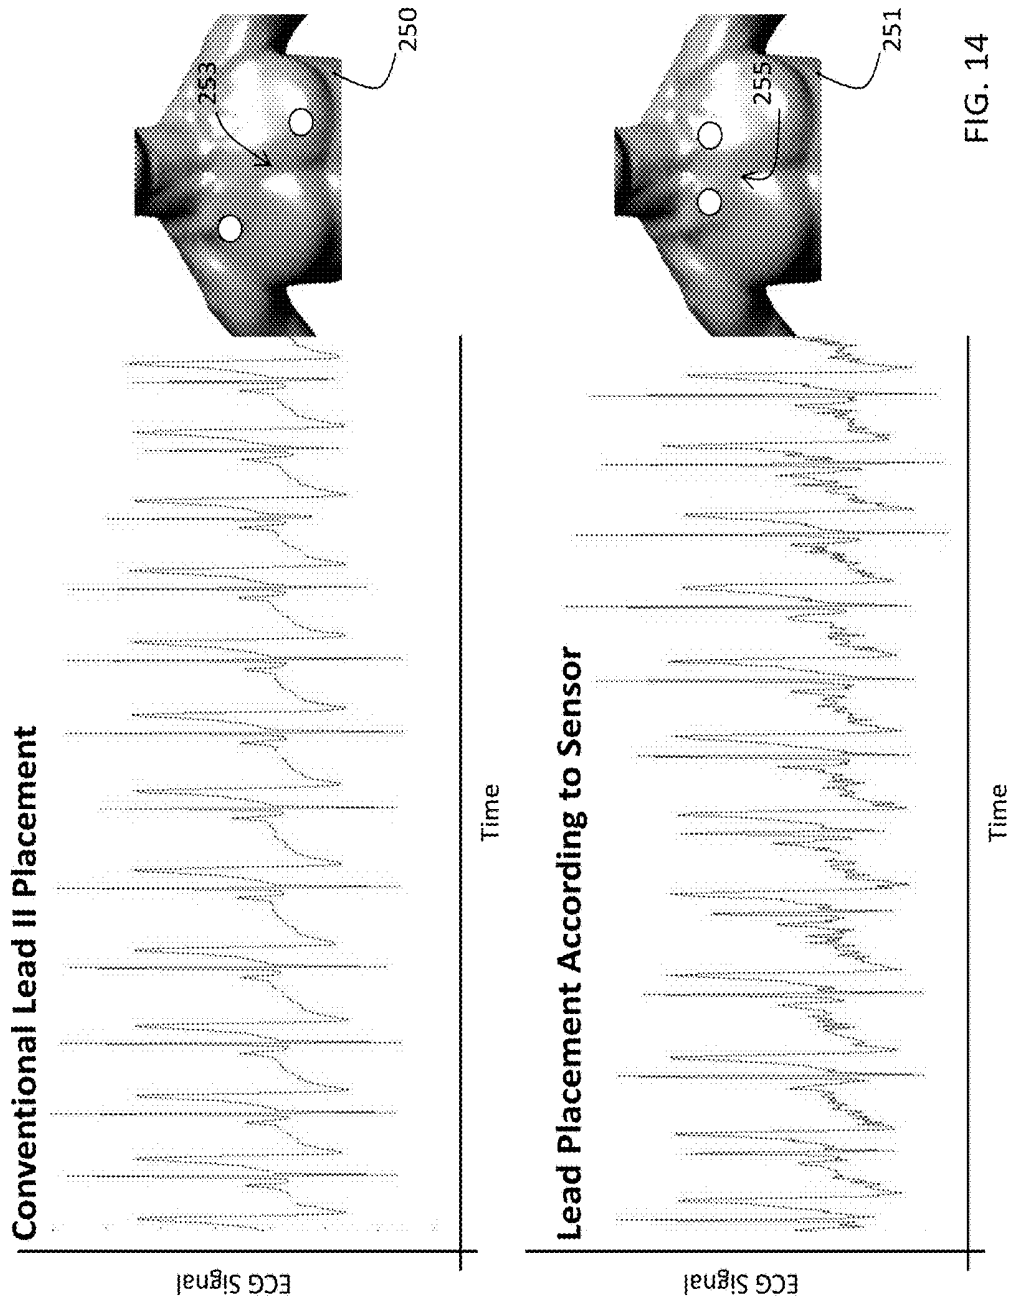 Conventional Lead II Placement
ECG Signal
Time
253
250
Lead Placement According to Sensor
ECG Signal
Time
255
251
FIG. 14